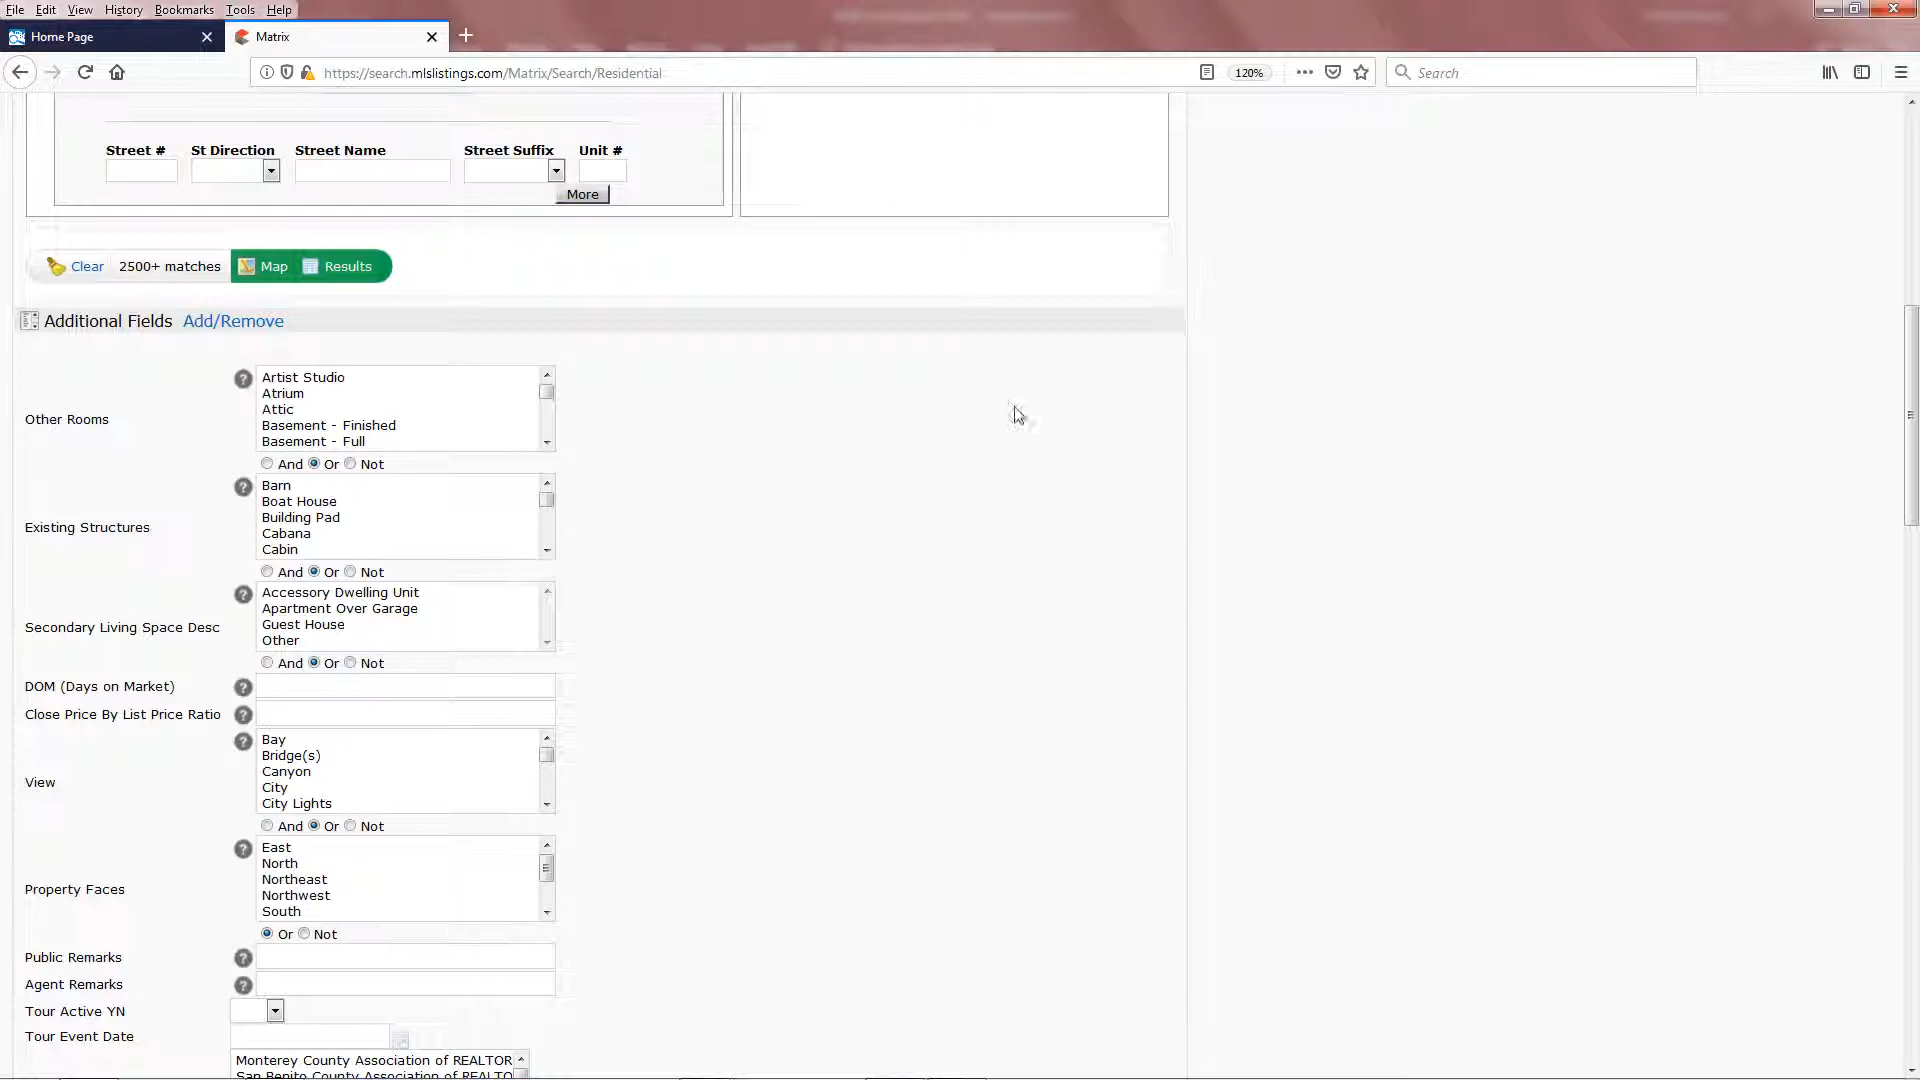 File Edit View History Bookmarks Tools Help
Home Page
Matrix
https://search.mlslistings.com/Matrix/Search/Residential
120%
Search
Street # St Direction Street Name Street Suffix Unit #
More
Clear 2500+ matches Map Results
Additional Fields Add/Remove
Other Rooms
Artist Studio
Atrium
Attic
Basement - Finished
Basement - Full
And Or Not
Existing Structures
Barn
Boat House
Building Pad
Cabana
Cabin
And Or Not
Secondary Living Space Desc
Accessory Dwelling Unit
Apartment Over Garage
Guest House
Other
And Or Not
DOM (Days on Market)
Close Price By List Price Ratio
View
Bay
Bridge(s)
Canyon
City
City Lights
And Or Not
Property Faces
East
North
Northeast
Northwest
South
Or Not
Public Remarks
Agent Remarks
Tour Active YN
Tour Event Date
Monterey County Association of REALTOR
San Benito County Association of REALTO